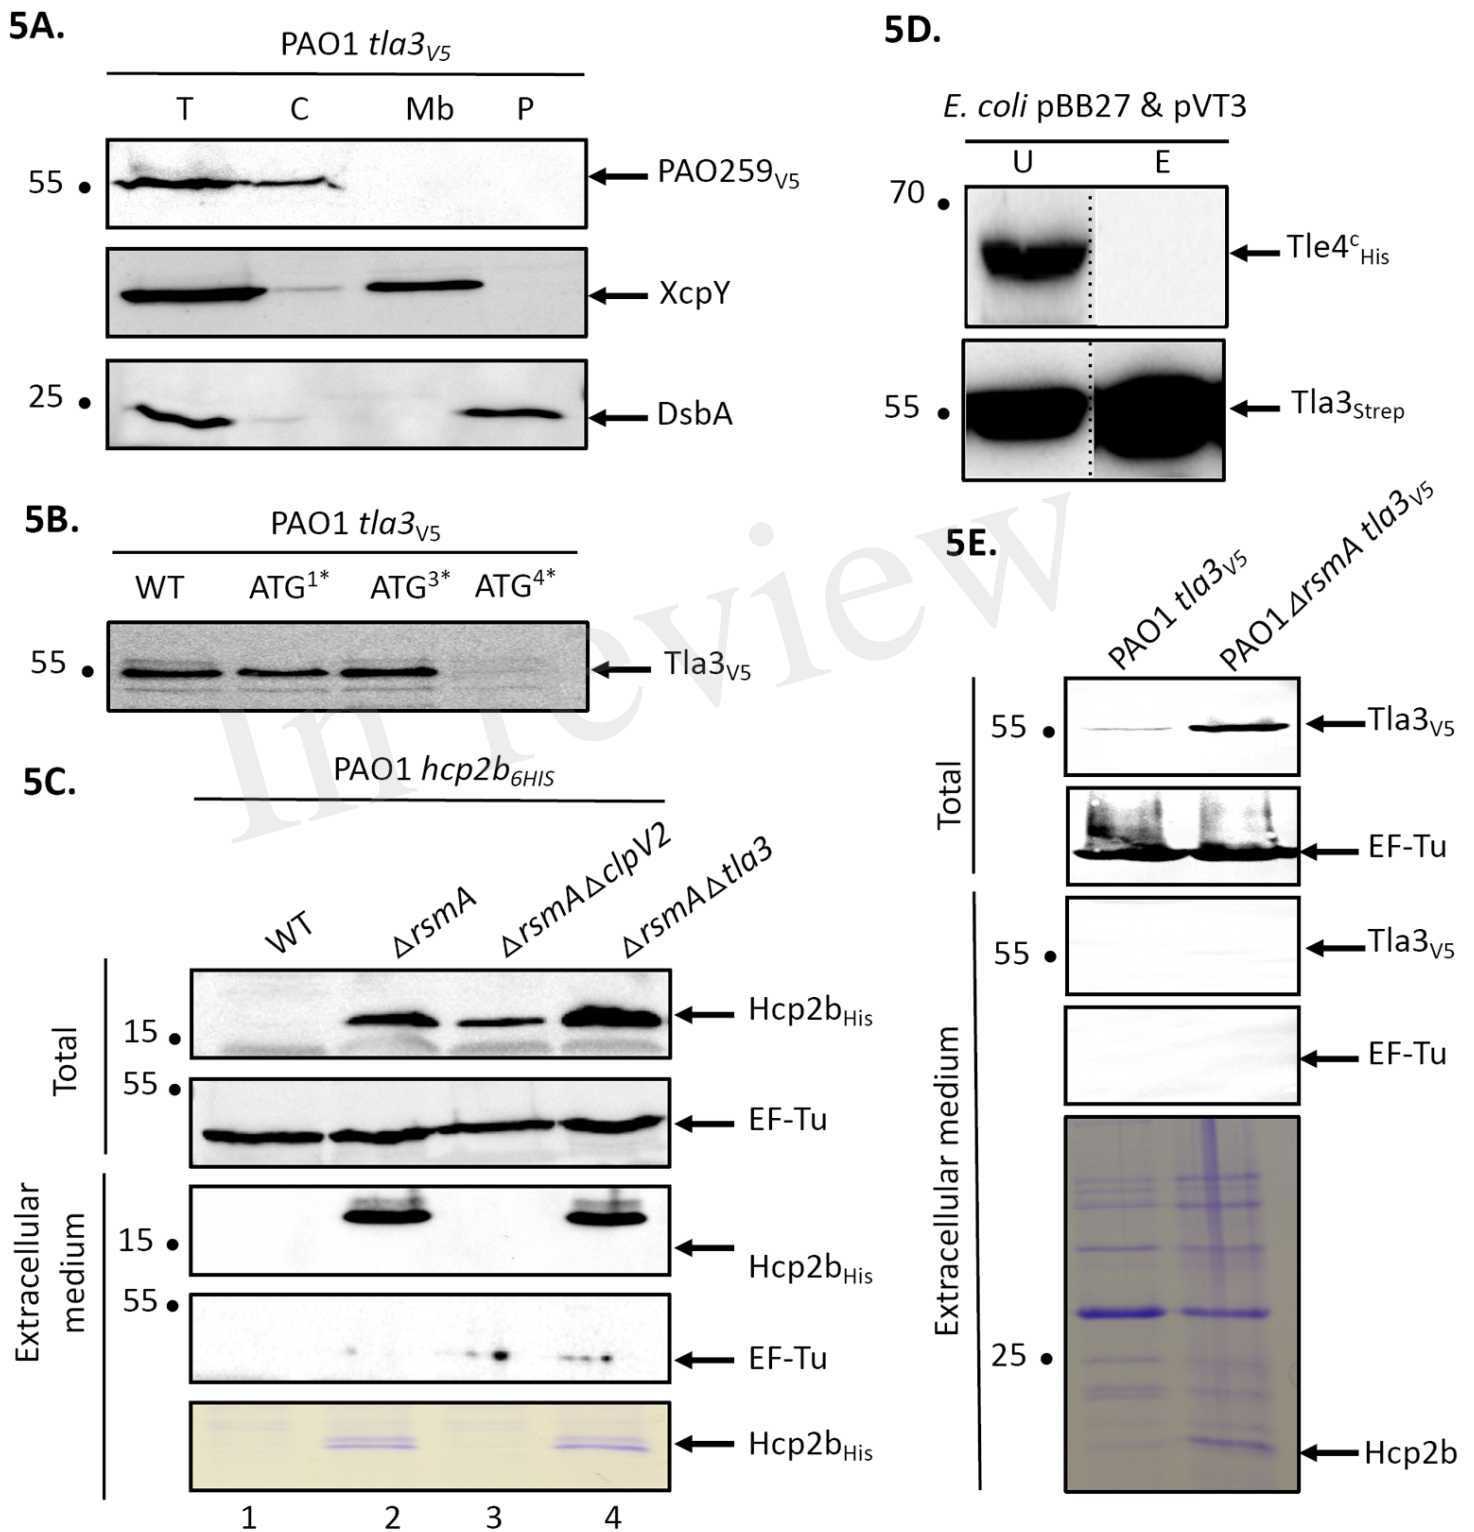 5A.
PAO1 tla3V5
T C Mb P
55 • PAO259V5
XcpY
25 • DsbA
5B.
PAO1 tla3V5
WT ATG1* ATG3* ATG4*
55 • Tla3V5
5C.
PAO1 hcp2b6HIS
WT ΔrsmA ΔrsmAΔclpV2 ΔrsmAΔtla3
Total
15 • Hcp2bHis
55 • EF-Tu
Extracellular
medium
15 • Hcp2bHis
55 • EF-Tu
Hcp2bHis
1 2 3 4
5D.
E. coli pBB27 & pVT3
U E
70 • Tle4cHis
55 • Tla3Strep
5E.
PAO1 tla3V5 PAO1 ΔrsmA tla3V5
Total
55 • Tla3V5
EF-Tu
Extracellular medium
55 • Tla3V5
EF-Tu
25 •
Hcp2b
In review